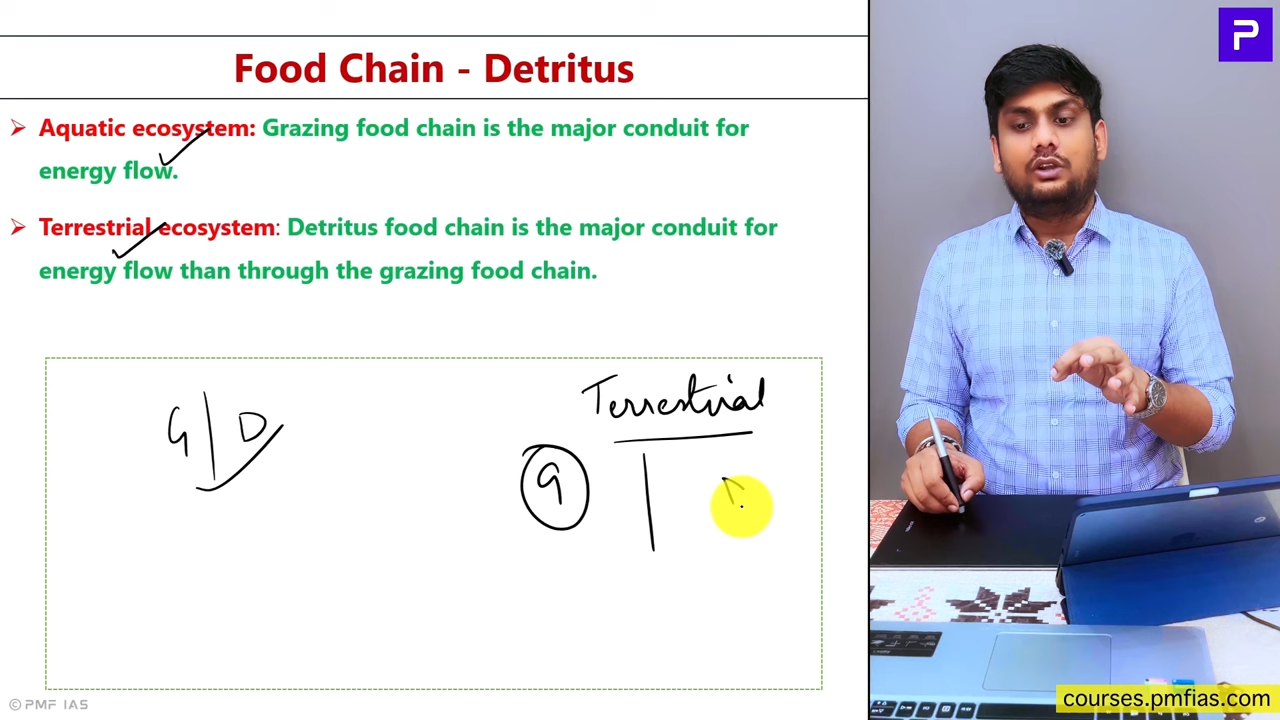 P
Food Chain - Detritus
➢ Aquatic ecosystem: Grazing food chain is the major conduit for
energy flow.
➢ Terrestrial ecosystem: Detritus food chain is the major conduit for
energy flow than through the grazing food chain.
Terrestrial
G | D
G |
© PMF IAS
courses.pmfias.com